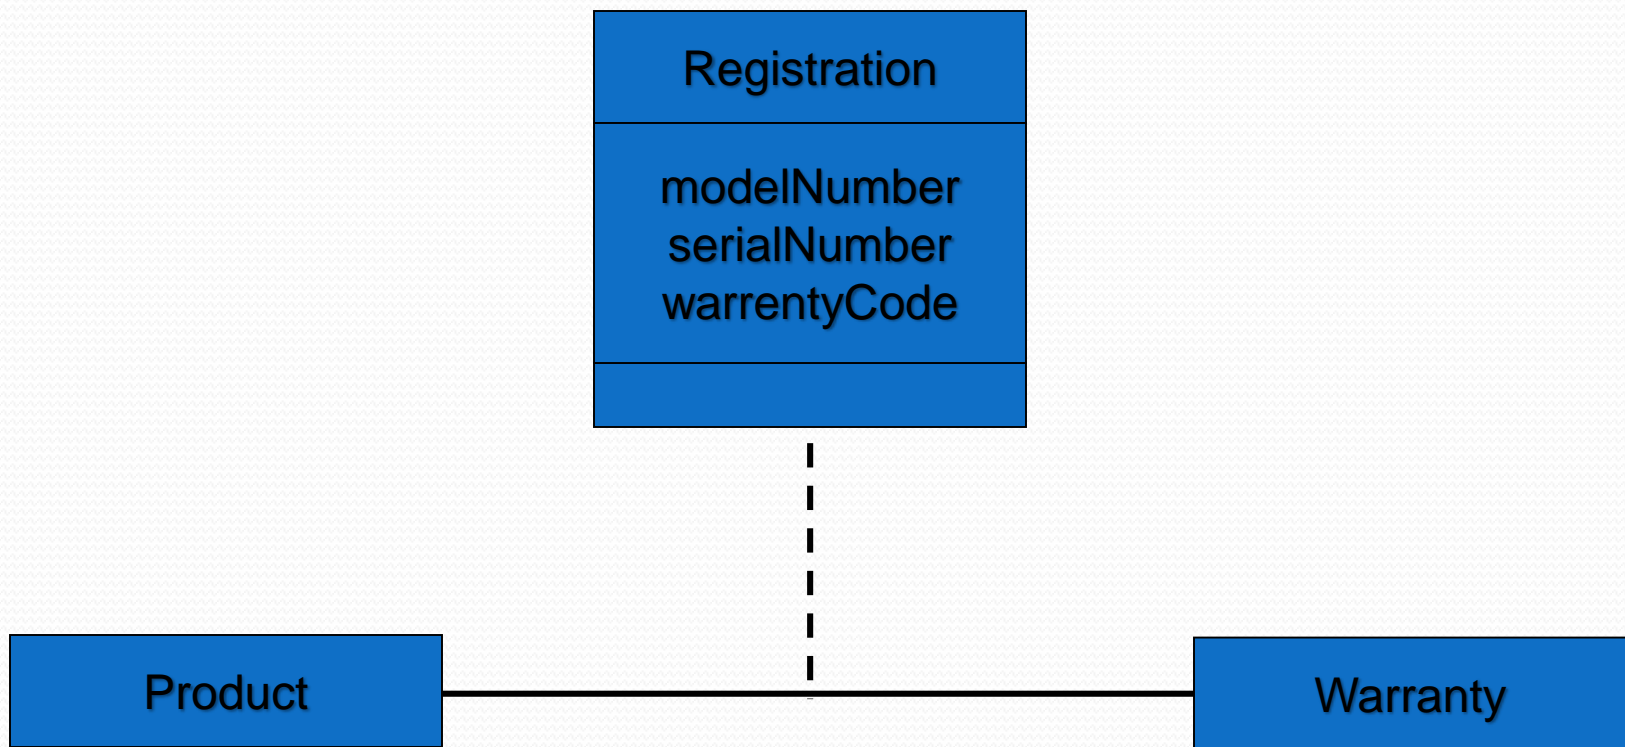 Registration
modelNumber
serialNumber
warrentyCode
Product
Warranty